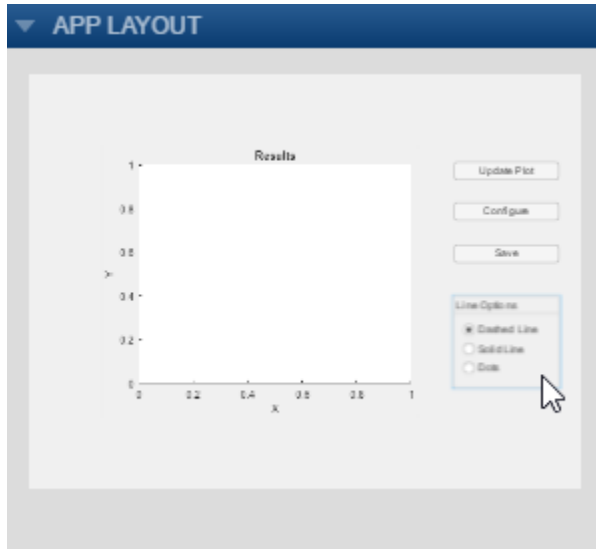 APP LAYOUT
Results
1
0.8
0.6
0.4
0.2
0
Y
0
0.2
0.4
0.6
0.8
1
X
Update Plot
Configure
Save
Line Options
Dashed Line
Solid Line
Dots